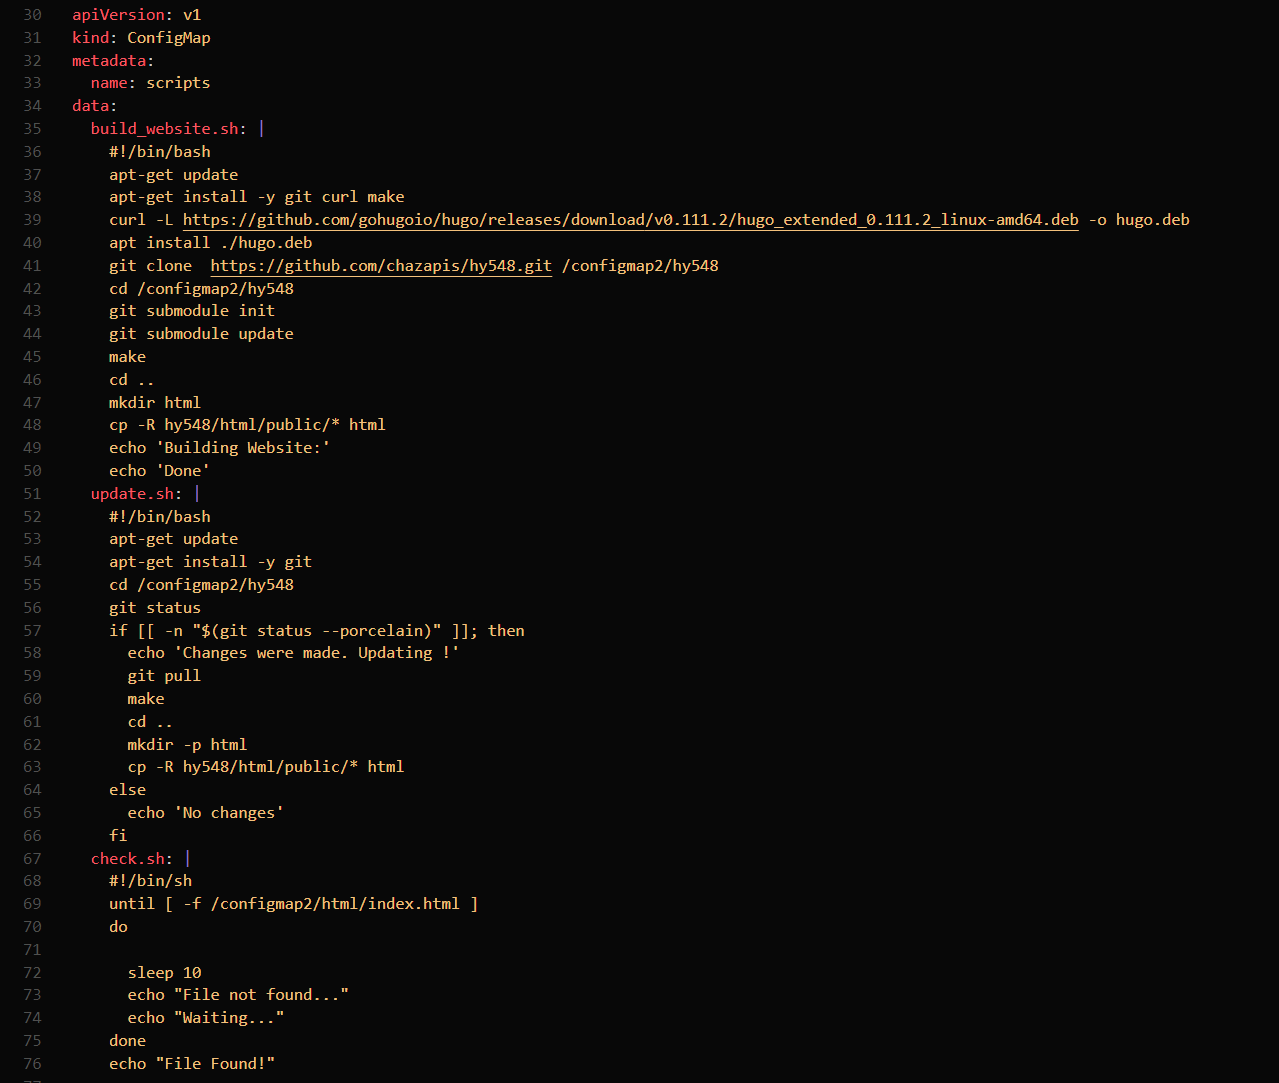 30 apiVersion: v1
31 kind: ConfigMap
32 metadata:
33   name: scripts
34 data:
35   build_website.sh: |
36     #!/bin/bash
37     apt-get update
38     apt-get install -y git curl make
39     curl -L https://github.com/gohugoio/hugo/releases/download/v0.111.2/hugo_extended_0.111.2_linux-amd64.deb -o hugo.deb
40     apt install ./hugo.deb
41     git clone  https://github.com/chazapis/hy548.git /configmap2/hy548
42     cd /configmap2/hy548
43     git submodule init
44     git submodule update
45     make
46     cd ..
47     mkdir html
48     cp -R hy548/html/public/* html
49     echo 'Building Website:'
50     echo 'Done'
51   update.sh: |
52     #!/bin/bash
53     apt-get update
54     apt-get install -y git
55     cd /configmap2/hy548
56     git status
57     if [[ -n "$(git status --porcelain)" ]]; then
58       echo 'Changes were made. Updating !'
59       git pull
60       make
61       cd ..
62       mkdir -p html
63       cp -R hy548/html/public/* html
64     else
65       echo 'No changes'
66     fi
67   check.sh: |
68     #!/bin/sh
69     until [ -f /configmap2/html/index.html ]
70     do
71
72       sleep 10
73       echo "File not found..."
74       echo "Waiting..."
75     done
76     echo "File Found!"